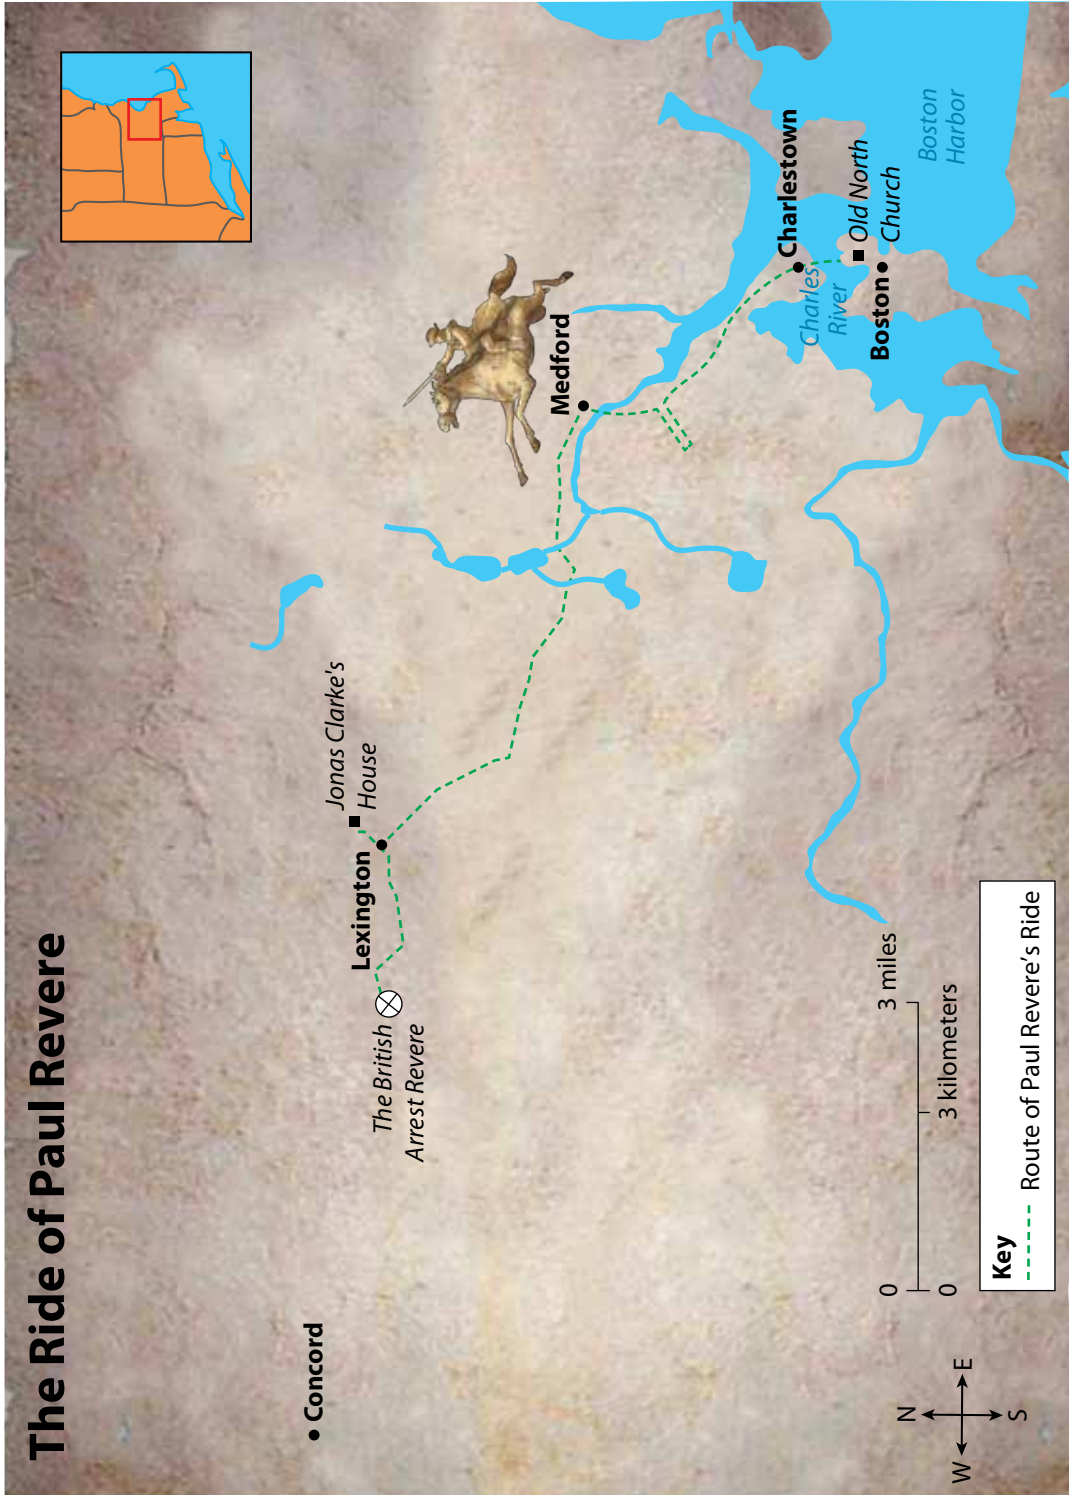 The Ride of Paul Revere
Concord
The British
Arrest Revere
Lexington
Jonas Clarke's
House
Medford
Charlestown
Charles
River
Old North
Church
Boston
Boston
Harbor
N
W
E
S
0
3 miles
0
3 kilometers
Key
Route of Paul Revere’s Ride